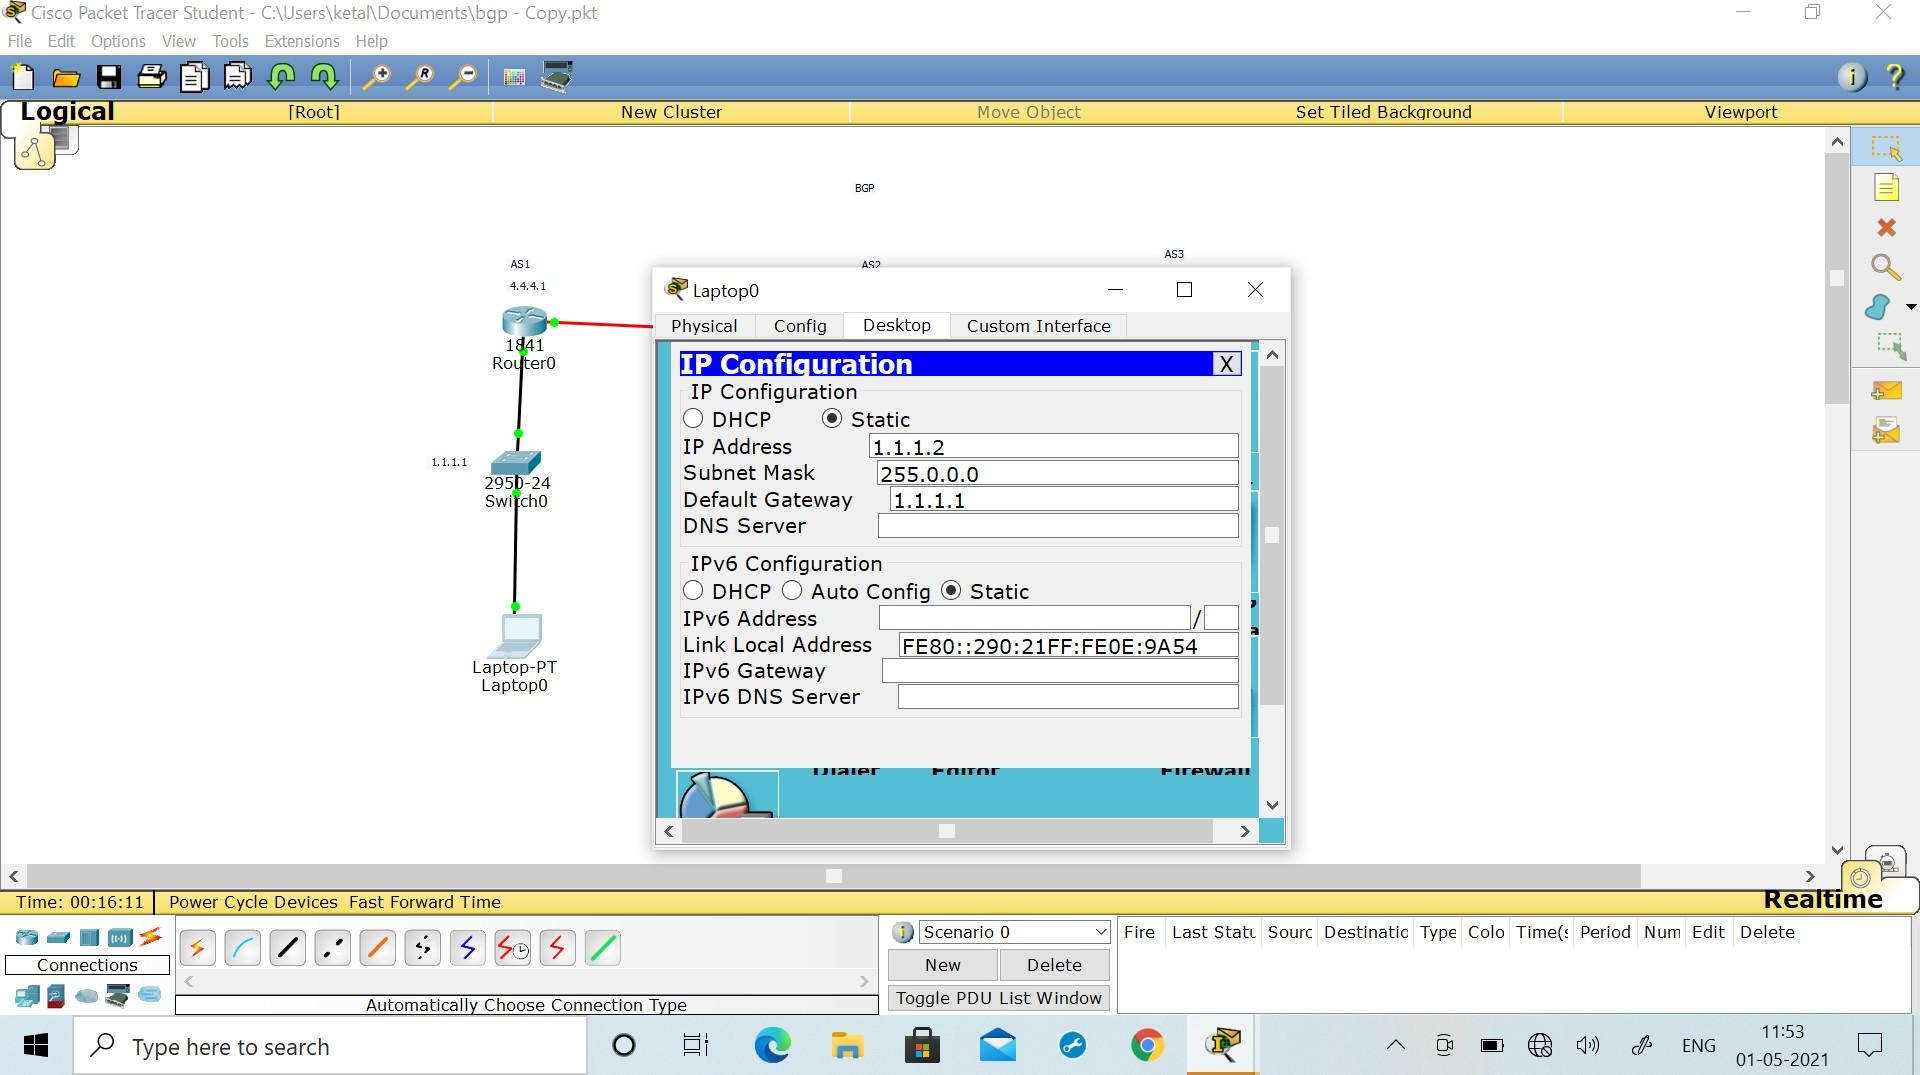 Cisco Packet Tracer Student - C:\Users\ketal\Documents\bgp - Copy.pkt
File Edit Options View Tools Extensions Help
i ?
Logical [Root] New Cluster Move Object Set Tiled Background Viewport
BGP
AS1 AS2 AS3
4.4.4.1
1841
Router0
1.1.1.1
2950-24
Switch0
Laptop-PT
Laptop0
Laptop0
Physical Config Desktop Custom Interface
IP Configuration X
IP Configuration
DHCP Static
IP Address 1.1.1.2
Subnet Mask 255.0.0.0
Default Gateway 1.1.1.1
DNS Server
IPv6 Configuration
DHCP Auto Config Static
IPv6 Address /
Link Local Address FE80::290:21FF:FE0E:9A54
IPv6 Gateway
IPv6 DNS Server
Dialer Editor Firewall
Time: 00:16:11 Power Cycle Devices Fast Forward Time Realtime
Connections
Automatically Choose Connection Type
i Scenario 0
New Delete
Toggle PDU List Window
Fire Last Statu Sourc Destinatio Type Colo Time(s Period Num Edit Delete
Type here to search
ENG
11:53
01-05-2021